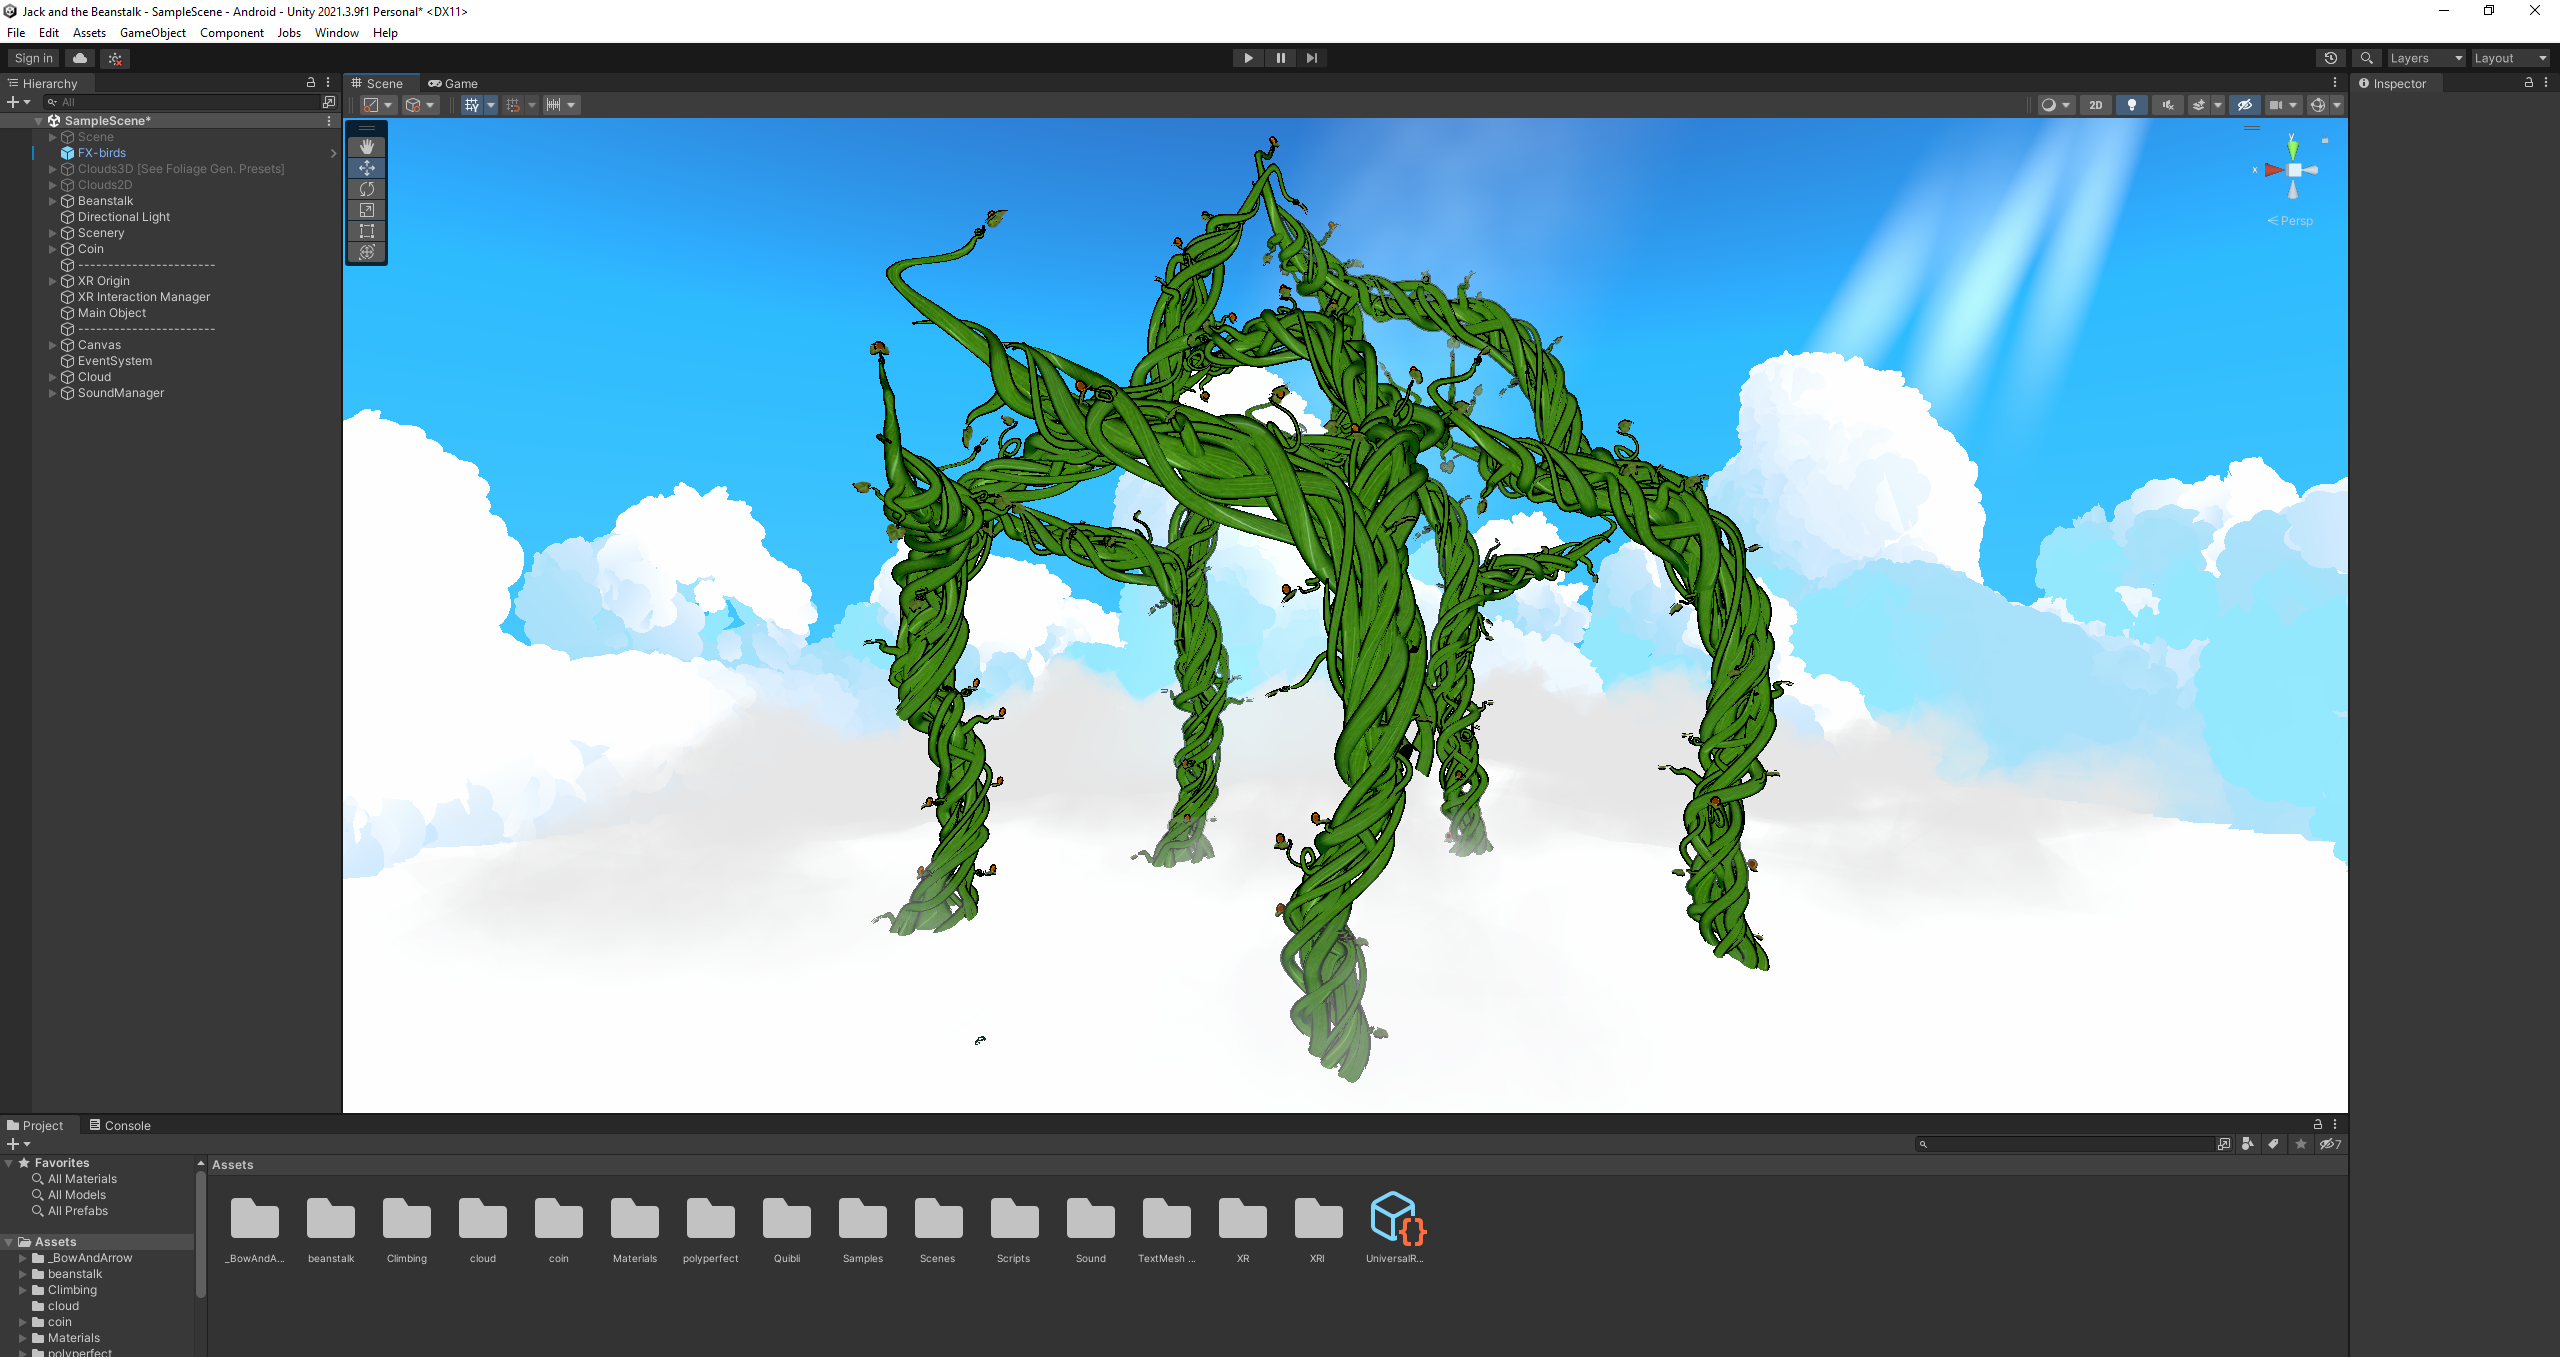 Jack and the Beanstalk - SampleScene - Android - Unity 2021.3.9f1 Personal* <DX11>
File Edit Assets GameObject Component Jobs Window Help
Sign in
Layers
Layout
Hierarchy
All
SampleScene*
Scene
FX-birds
Clouds3D [See Foliage Gen. Presets]
Clouds2D
Beanstalk
Directional Light
Scenery
Coin
-----------------------
XR Origin
XR Interaction Manager
Main Object
-----------------------
Canvas
EventSystem
Cloud
SoundManager
Scene
Game
2D
y
x
Persp
Inspector
Project
Console
7
Favorites
All Materials
All Models
All Prefabs
Assets
_BowAndArrow
beanstalk
Climbing
cloud
coin
Materials
polyperfect
Assets
_BowAndA...
beanstalk
Climbing
cloud
coin
Materials
polyperfect
Quibli
Samples
Scenes
Scripts
Sound
TextMesh ...
XR
XRI
UniversalR...